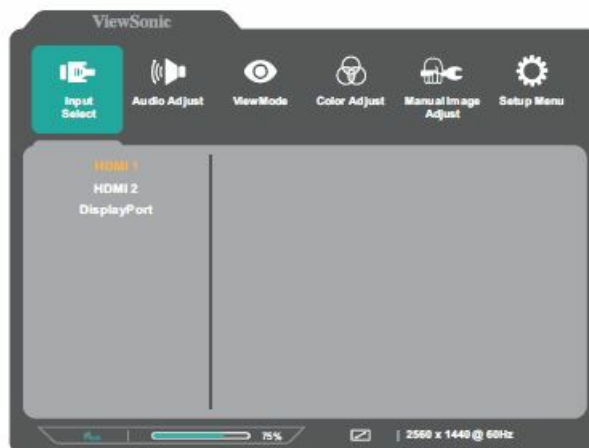 ViewSonic
Input
Select
Audio Adjust
ViewMode
Color Adjust
Manual Image
Adjust
Setup Menu
HDMI 1
HDMI 2
DisplayPort
75%
2560 x 1440 @ 60Hz